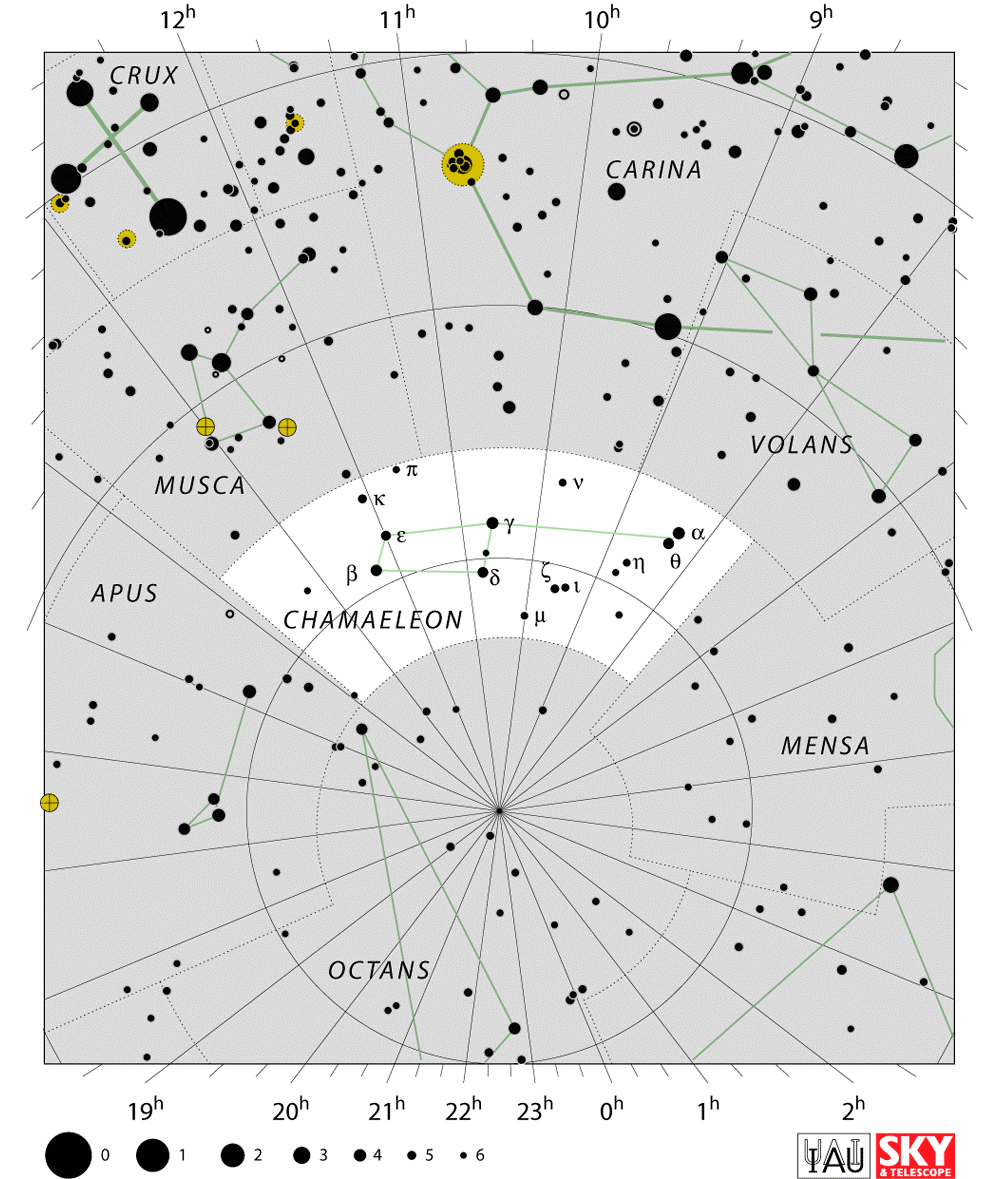 12h 11h 10h 9h
CRUX
CARINA
VOLANS
π
MUSCA
κ ν
ε γ α
β δ ζ ι η θ
APUS
CHAMAELEON μ
MENSA
OCTANS
19h 20h 21h 22h 23h 0h 1h 2h
0 1 2 3 4 5 6
IAU SKY
& TELESCOPE